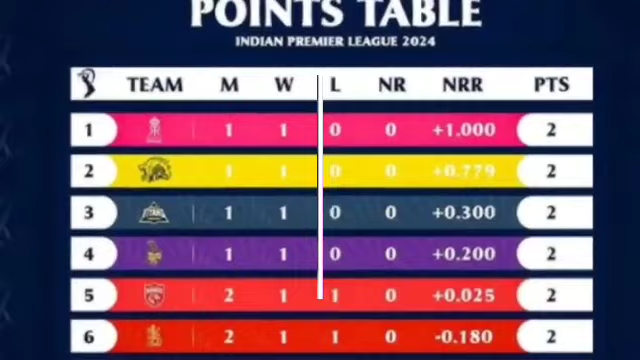 POINTS TABLE
INDIAN PREMIER LEAGUE 2024
TEAM M W L NR NRR PTS
1 1 1 0 0 +1.000 2
2 1 1 0 0 +0.779 2
3 TITANS 1 1 0 0 +0.300 2
4 1 1 0 0 +0.200 2
5 2 1 1 0 +0.025 2
6 2 1 1 0 -0.180 2